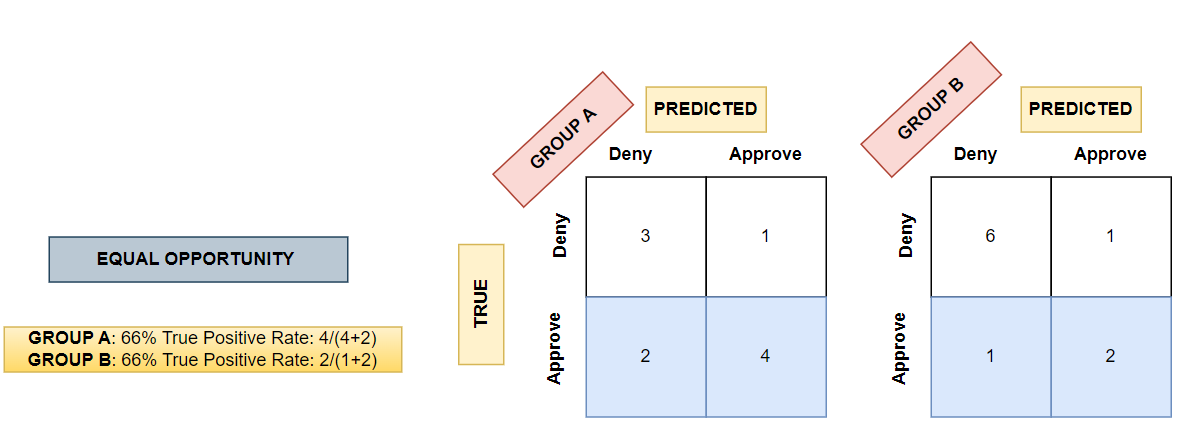 GROUP A
PREDICTED
GROUP B
PREDICTED
Deny Approve
Deny Approve
Deny
3 1
Deny
6 1
EQUAL OPPORTUNITY
TRUE
GROUP A: 66% True Positive Rate: 4/(4+2)
GROUP B: 66% True Positive Rate: 2/(1+2)
Approve
2 4
Approve
1 2